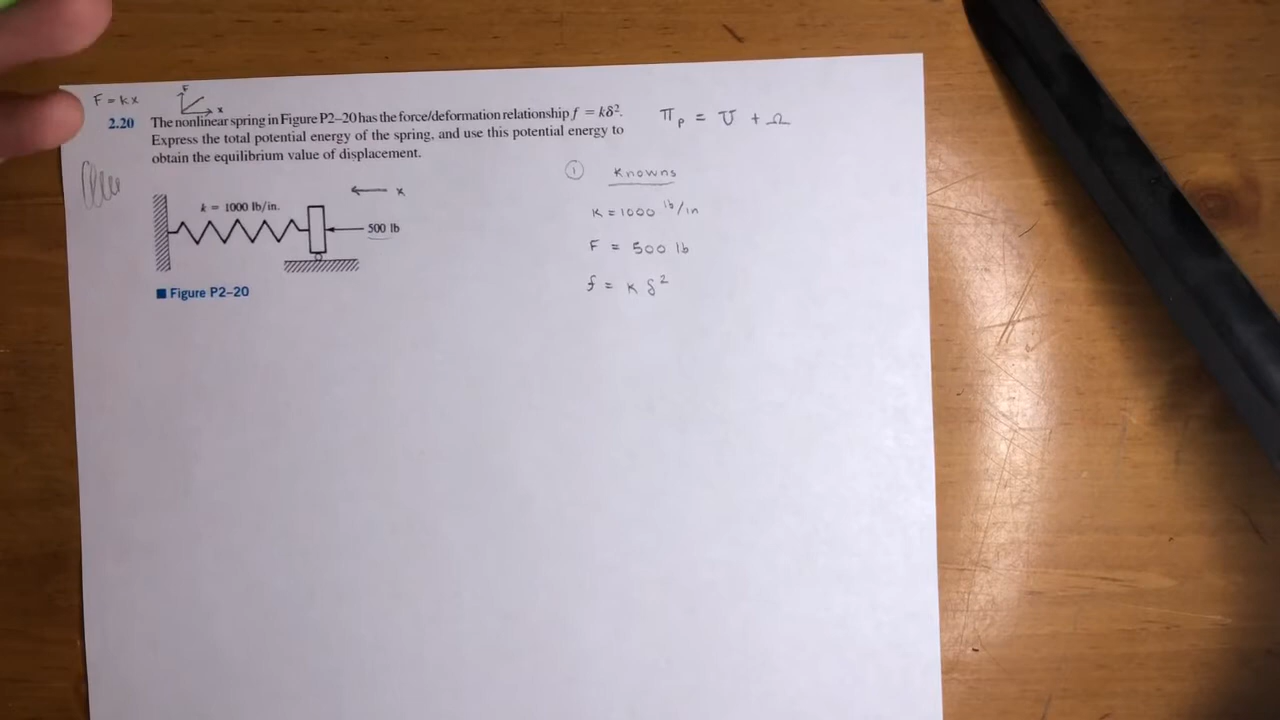 F = kx
F
x
2.20 The nonlinear spring in Figure P2–20 has the force/deformation relationship f = kδ².
Express the total potential energy of the spring, and use this potential energy to
obtain the equilibrium value of displacement.
πp = U + Ω
① Knowns
K = 1000 lb/in
F = 500 lb
f = K δ²
x
k = 1000 lb/in.
500 lb
■ Figure P2–20